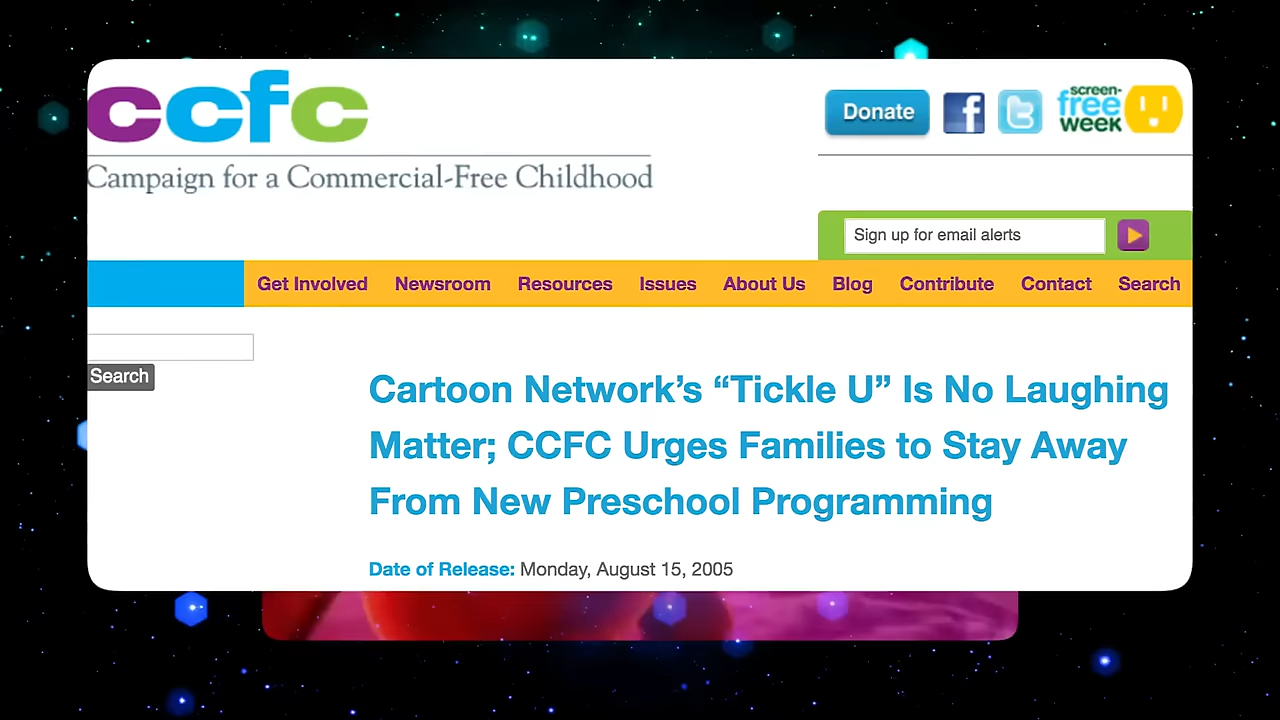 ccfc
Campaign for a Commercial-Free Childhood
Donate
f
t
screen-
free
week
Sign up for email alerts
Get Involved Newsroom Resources Issues About Us Blog Contribute Contact Search
Search
Cartoon Network’s “Tickle U” Is No Laughing
Matter; CCFC Urges Families to Stay Away
From New Preschool Programming
Date of Release: Monday, August 15, 2005